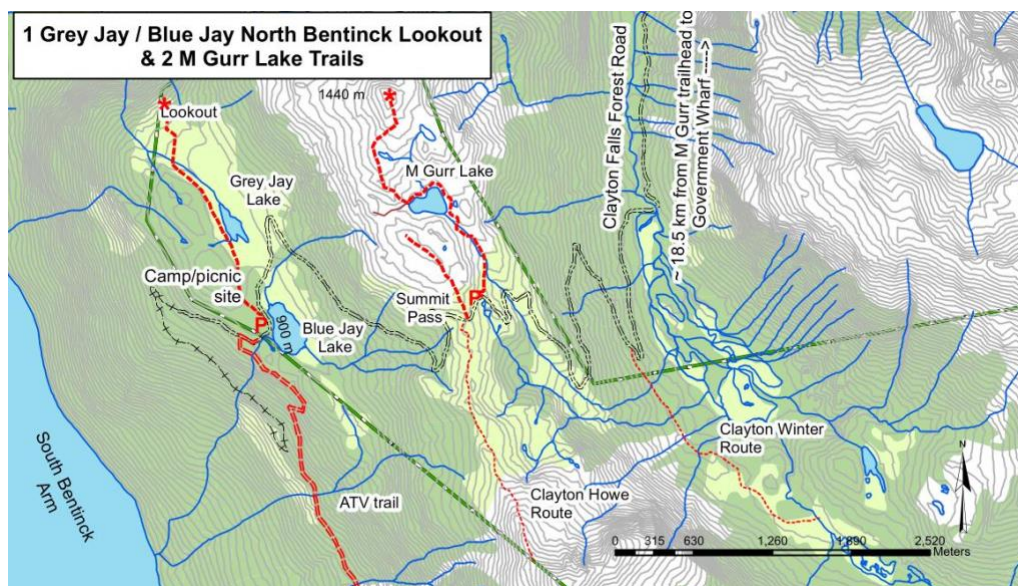 1 Grey Jay / Blue Jay North Bentinck Lookout
& 2 M Gurr Lake Trails
1440 m
Lookout
Grey Jay
Lake
M Gurr Lake
Clayton Falls Forest Road
~ 18.5 km from M Gurr trailhead to
Government Wharf ---->
Camp/picnic
site
P
900 m
Blue Jay
Lake
Summit
Pass
P
South Bentinck
Arm
ATV trail
Clayton Howe
Route
Clayton Winter
Route
N
0 315 630 1,260 1,890 2,520
Meters